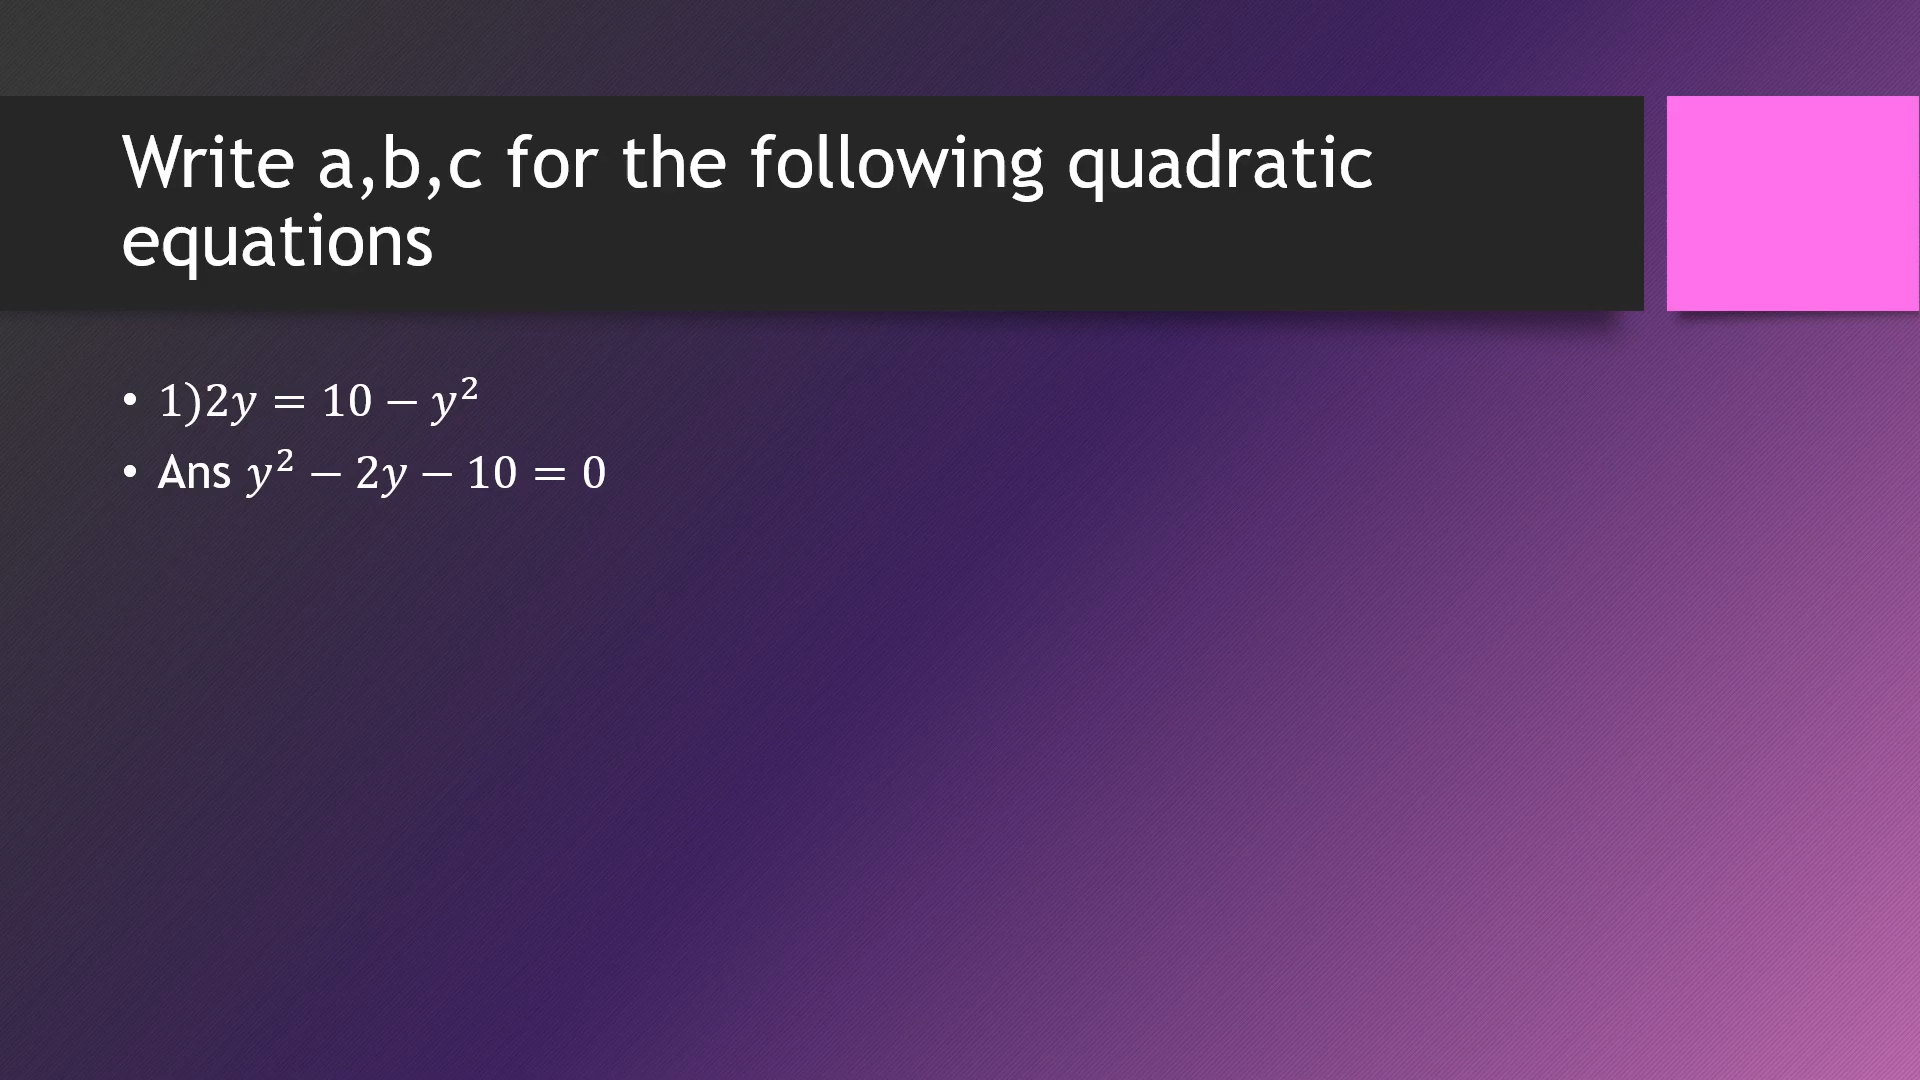 Write a,b,c for the following quadratic
equations
• 1)2y = 10 − y²
• Ans y² − 2y − 10 = 0